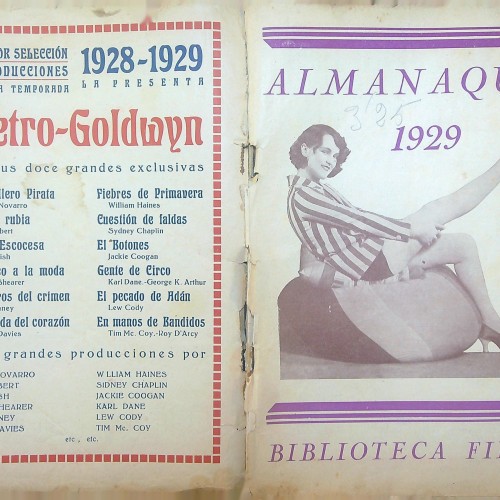 OR SELECCIÓN
ODUCCIONES
A TEMPORADA
1928-1929
LA PRESENTA
etro-Goldwyn
us doce grandes exclusivas
llero Pirata
Novarro
rubia
bert
Escocesa
ish
o a la moda
Shearer
ros del crimen
aney
da del corazón
Davies
Fiebres de Primavera
William Haines
Cuestión de faldas
Sydney Chaplin
El "Botones
Jackie Coogan
Gente de Circo
Karl Dane.-George K. Arthur
El pecado de Adán
Lew Cody
En manos de Bandidos
Tim Mc. Coy.-Roy D'Arcy
grandes producciones por
OVARRO
BERT
SH
HEARER
NEY
AVIES
WLLIAM HAINES
SIDNEY CHAPLIN
JACKIE COOGAN
KARL DANE
LEW CODY
TIM MC. COY
etc., etc.
ALMANAQU
3'25
1929
BIBLIOTECA FI